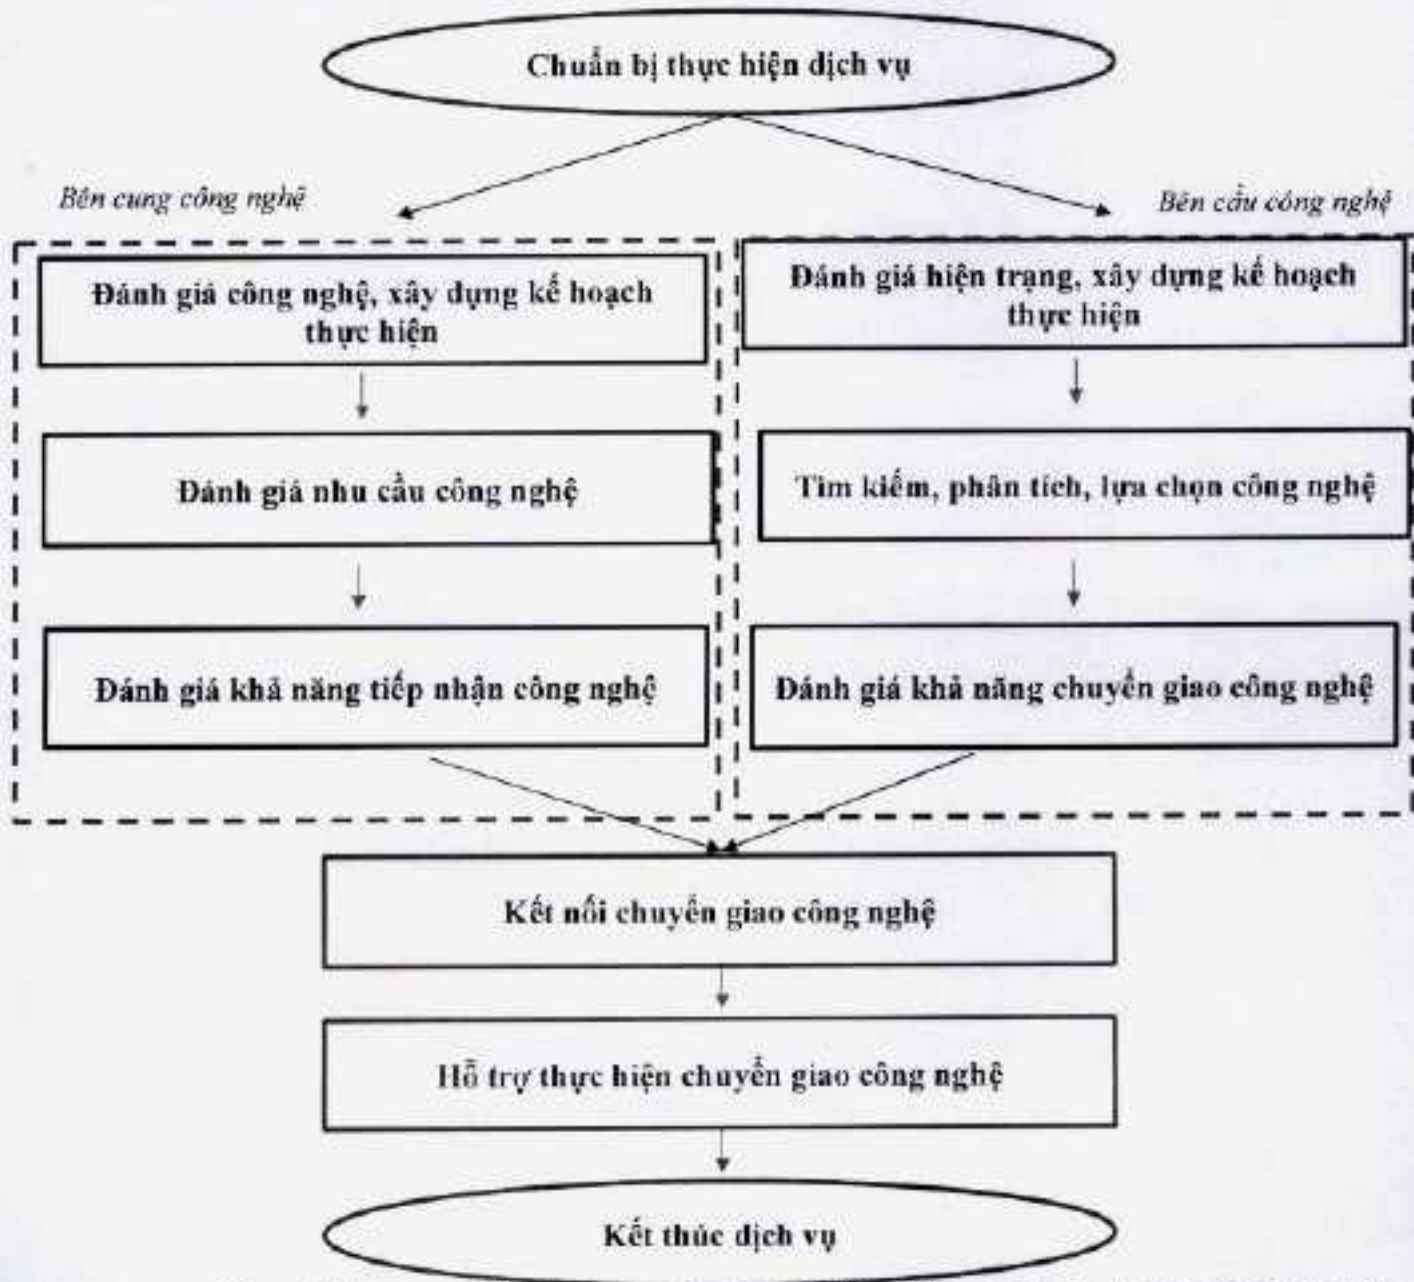 Chuẩn bị thực hiện dịch vụ
Bên cung công nghệ
Bên cầu công nghệ
Đánh giá công nghệ, xây dựng kế hoạch
thực hiện
Đánh giá hiện trạng, xây dựng kế hoạch
thực hiện
Đánh giá nhu cầu công nghệ
Tìm kiếm, phân tích, lựa chọn công nghệ
Đánh giá khả năng tiếp nhận công nghệ
Đánh giá khả năng chuyển giao công nghệ
Kết nối chuyển giao công nghệ
Hỗ trợ thực hiện chuyển giao công nghệ
Kết thúc dịch vụ